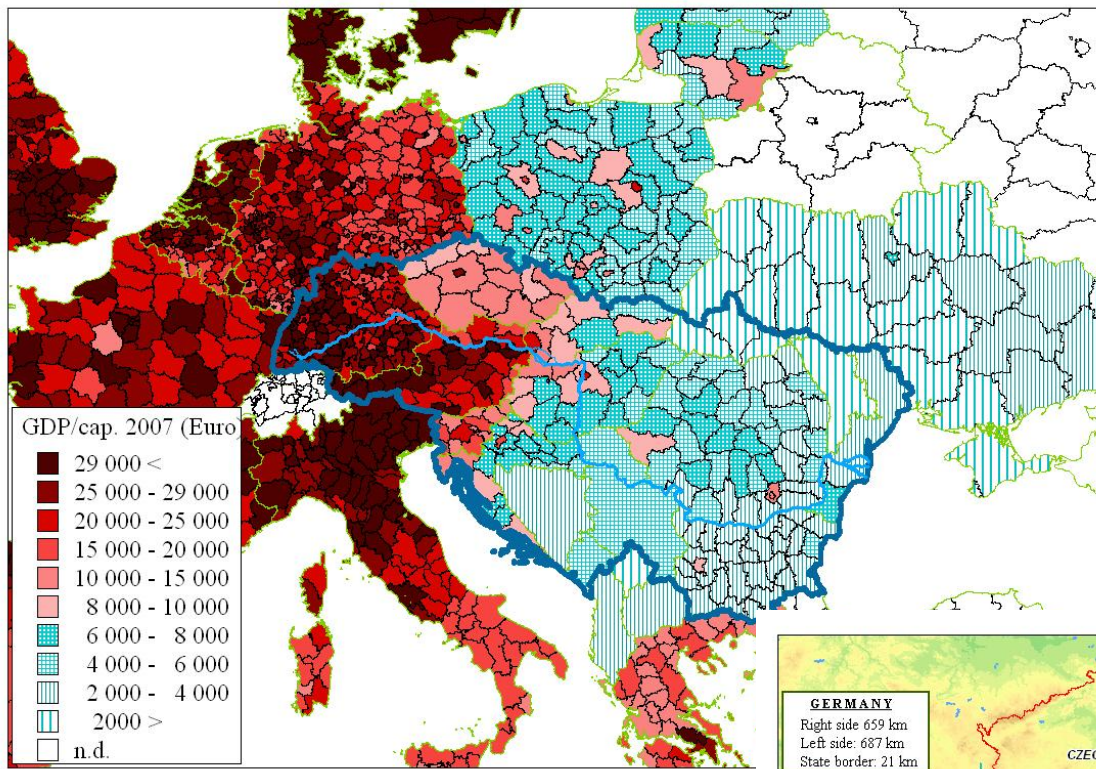 GDP/cap. 2007 (Euro)
29 000 <
25 000 - 29 000
20 000 - 25 000
15 000 - 20 000
10 000 - 15 000
8 000 - 10 000
6 000 - 8 000
4 000 - 6 000
2 000 - 4 000
2000 >
n.d.
GERMANY
Right side 659 km
Left side: 687 km
State border: 21 km
CZEC